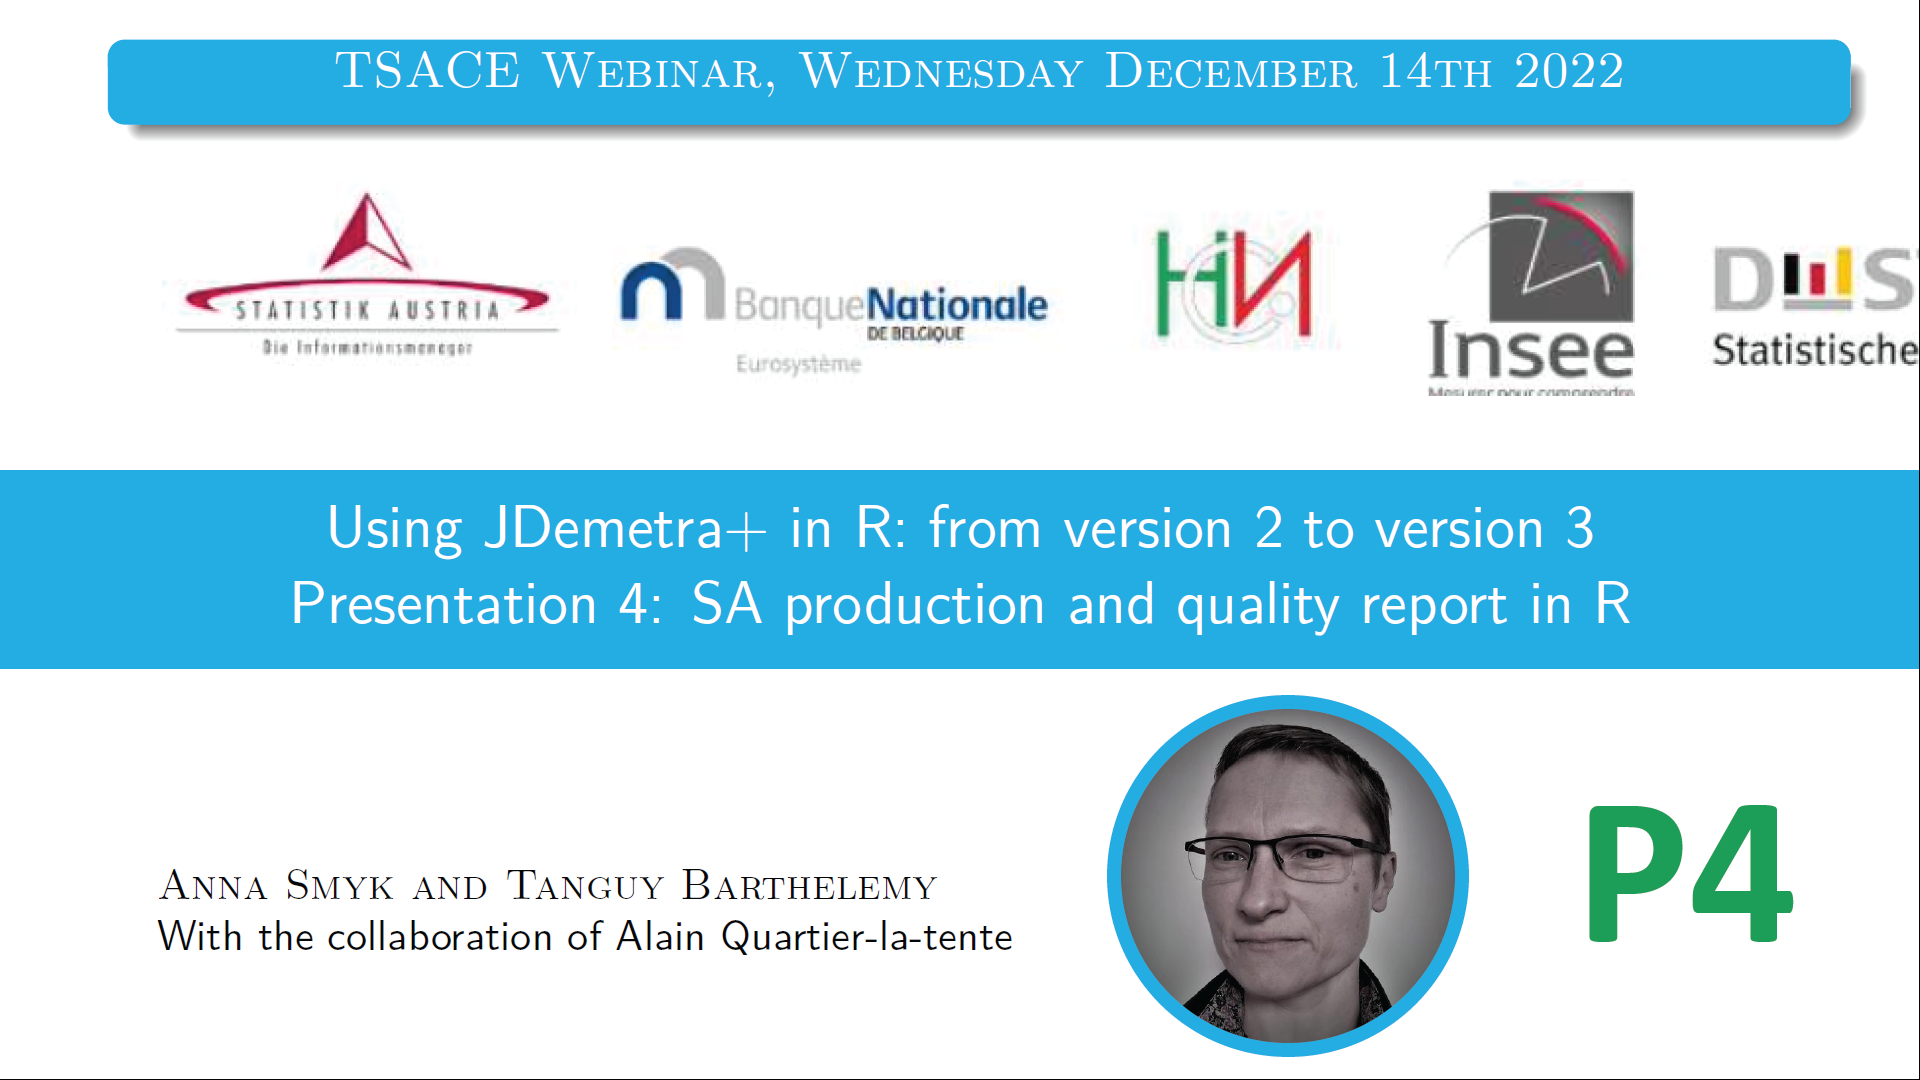 TSACE Webinar, Wednesday December 14th 2022
STATISTIK AUSTRIA
Die Informationsmanager
BanqueNationale
DE BELGIQUE
Eurosystème
Insee
Mesurer pour comprendre
DESt
Statistische
Using JDemetra+ in R: from version 2 to version 3
Presentation 4: SA production and quality report in R
Anna Smyk and Tanguy Barthelemy
With the collaboration of Alain Quartier-la-tente
P4